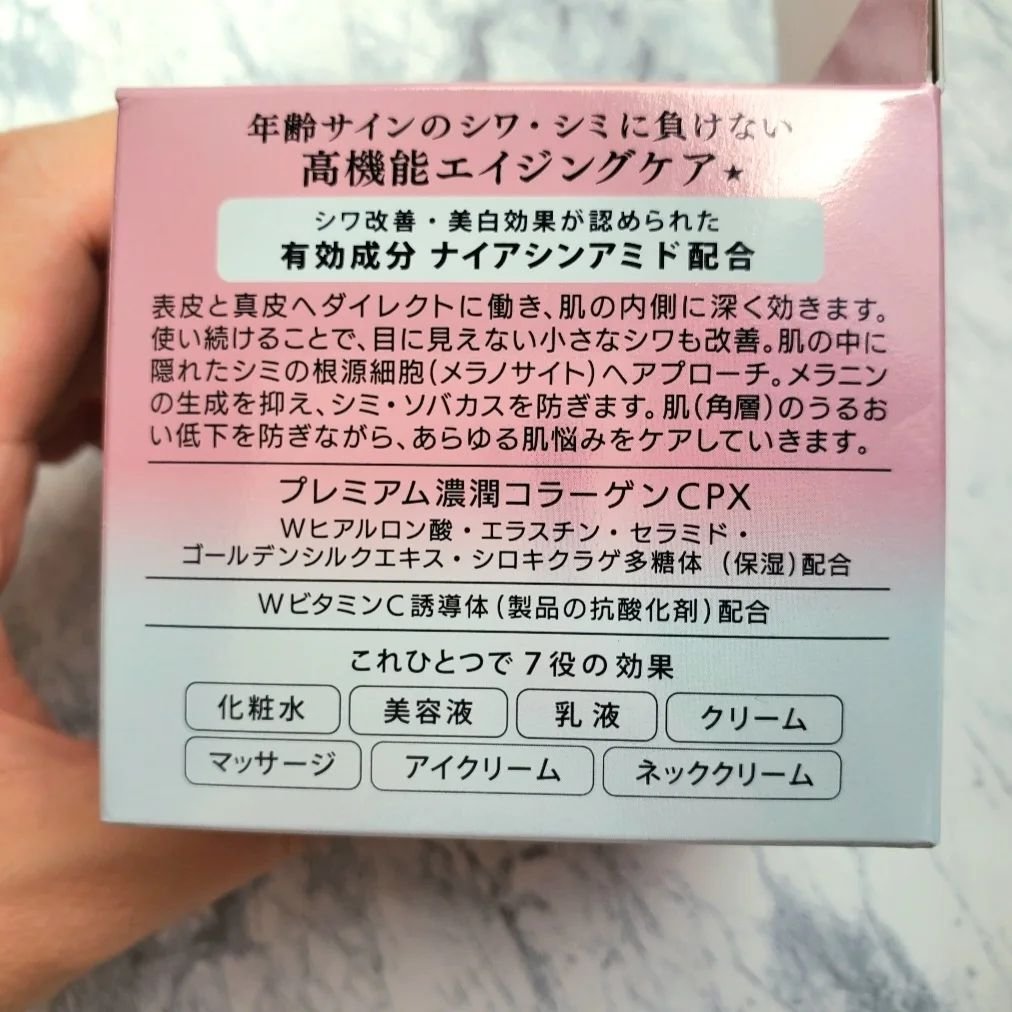 年齢サインのシワ・シミに負けない
高機能エイジングケア★
シワ改善・美白効果が認められた
有効成分 ナイアシンアミド配合
表皮と真皮へダイレクトに働き、肌の内側に深く効きます。
使い続けることで、目に見えない小さなシワも改善。肌の中に
隠れたシミの根源細胞(メラノサイト)へアプローチ。メラニン
の生成を抑え、シミ・ソバカスを防ぎます。肌(角層)のうるお
い低下を防ぎながら、あらゆる肌悩みをケアしていきます。
プレミアム濃潤コラーゲンCPX
Wヒアルロン酸・エラスチン・セラミド・
ゴールデンシルクエキス・シロキクラゲ多糖体 (保湿)配合
WビタミンC誘導体(製品の抗酸化剤)配合
これひとつで7役の効果
化粧水 美容液 乳液 クリーム
マッサージ アイクリーム ネッククリーム